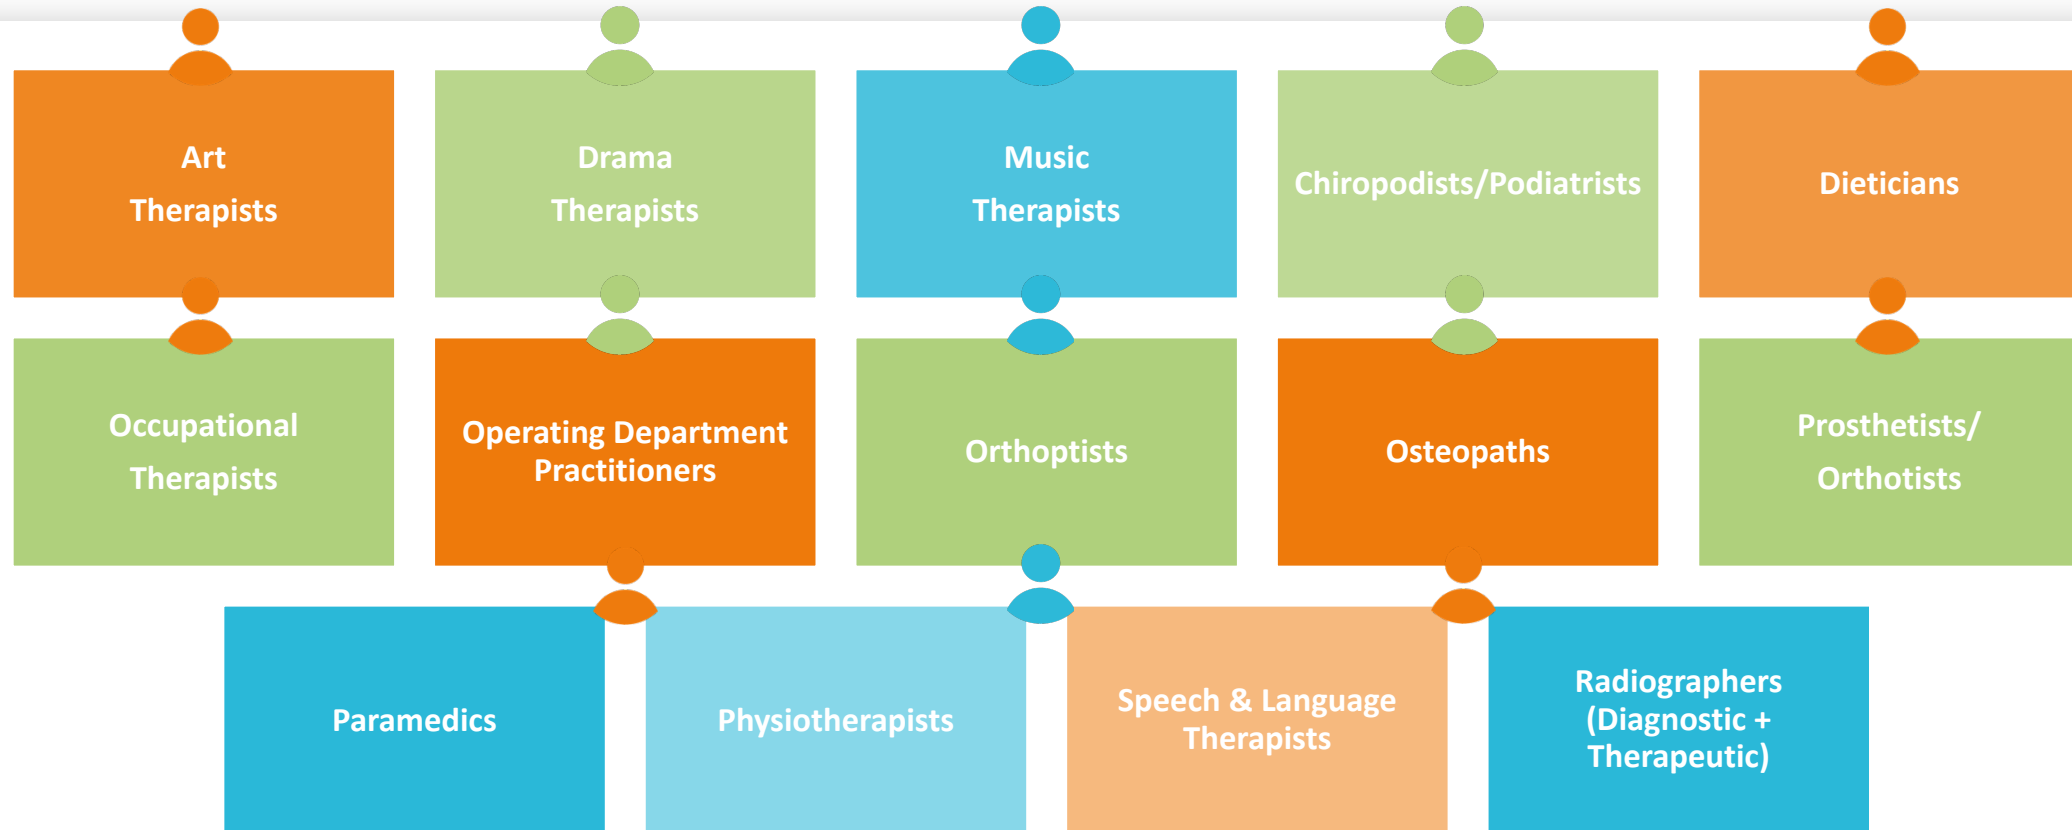 Art
Therapists
Drama
Therapists
Music
Therapists
Chiropodists/Podiatrists
Dieticians
Occupational
Therapists
Operating Department
Practitioners
Orthoptists
Osteopaths
Prosthetists/
Orthotists
Paramedics
Physiotherapists
Speech & Language
Therapists
Radiographers
(Diagnostic +
Therapeutic)